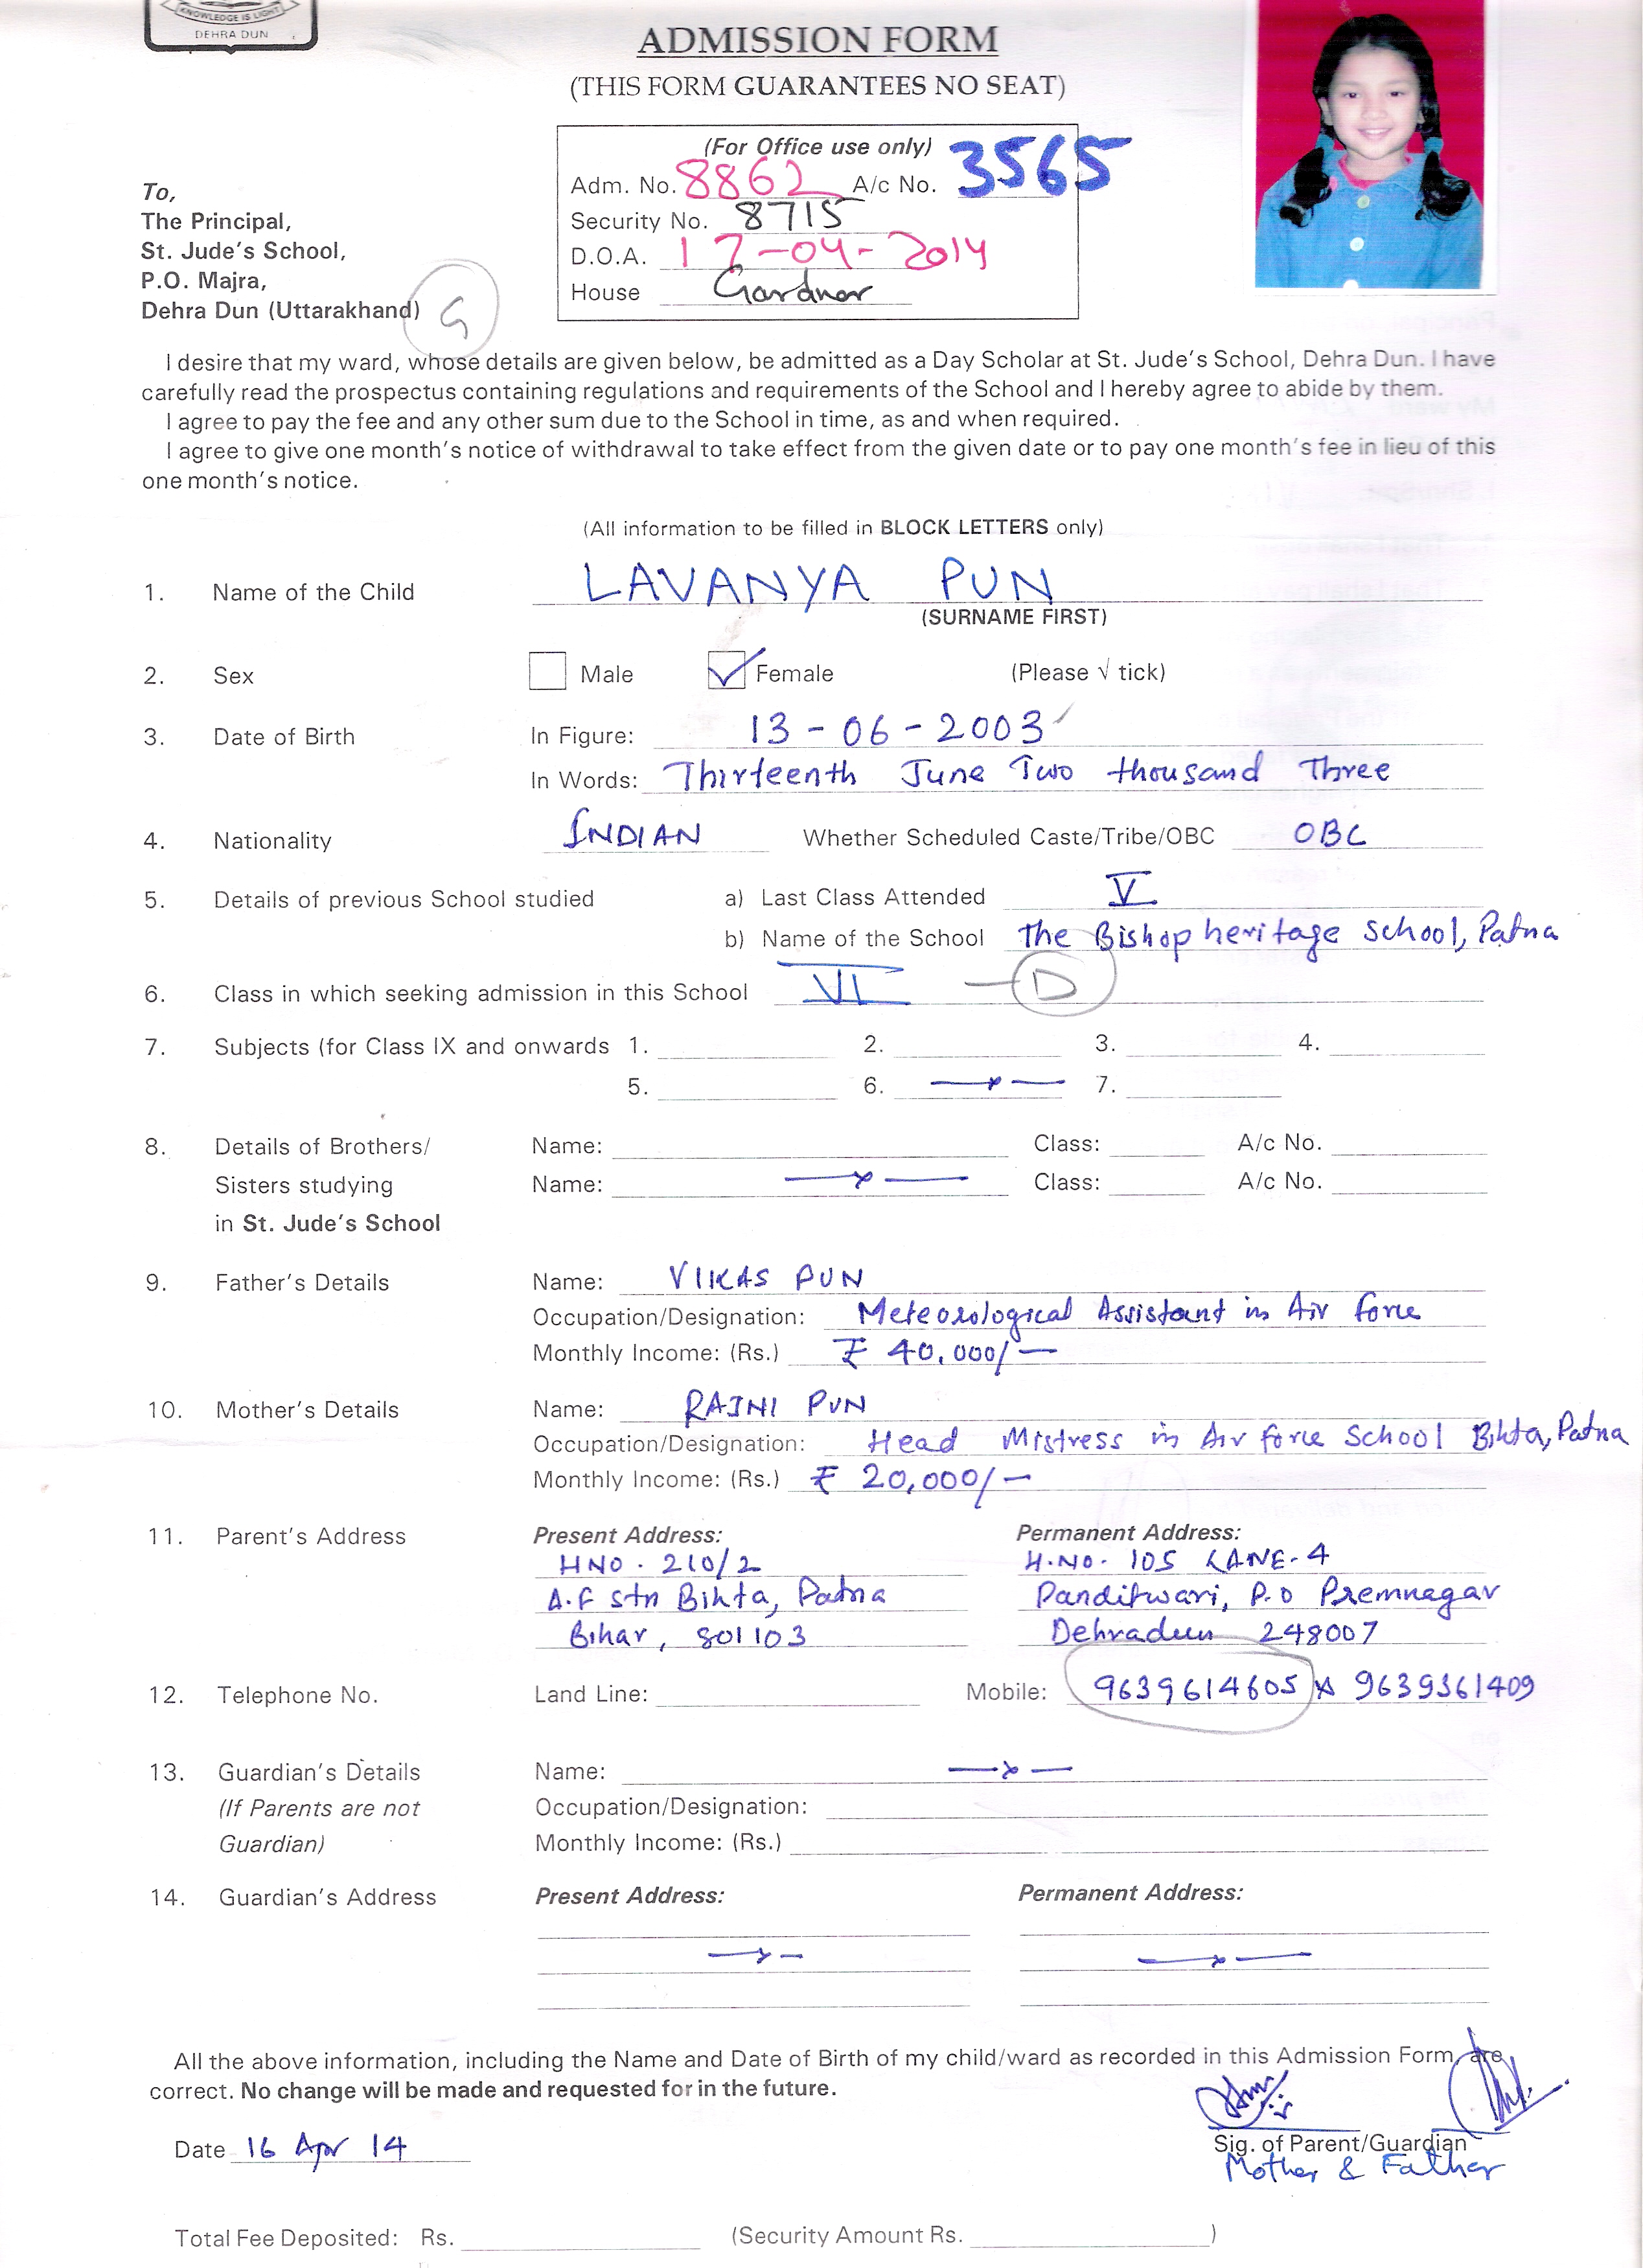 KNOWLEDGE IS LIGHT
DEHRA DUN
ADMISSION FORM
(THIS FORM GUARANTEES NO SEAT)
(For Office use only)
Adm. No. 8862 A/c No. 3565
Security No. 8715
D.O.A. 17-04-2014
House Gardner
To,
The Principal,
St. Jude's School,
P.O. Majra,
Dehra Dun (Uttarakhand)
G
I desire that my ward, whose details are given below, be admitted as a Day Scholar at St. Jude's School, Dehra Dun. I have
carefully read the prospectus containing regulations and requirements of the School and I hereby agree to abide by them.
I agree to pay the fee and any other sum due to the School in time, as and when required.
I agree to give one month's notice of withdrawal to take effect from the given date or to pay one month's fee in lieu of this
one month's notice.
(All information to be filled in BLOCK LETTERS only)
1. Name of the Child LAVANYA PUN
(SURNAME FIRST)
2. Sex Male ✓ Female (Please √ tick)
3. Date of Birth In Figure: 13-06-2003
In Words: Thirteenth June Two thousand Three
4. Nationality INDIAN Whether Scheduled Caste/Tribe/OBC OBC
5. Details of previous School studied a) Last Class Attended V
b) Name of the School The Bishop heritage School, Patna
6. Class in which seeking admission in this School VI - D
7. Subjects (for Class IX and onwards 1. 2. 3. 4.
5. 6. —x— 7.
8. Details of Brothers/ Name: Class: A/c No.
Sisters studying Name: —x— Class: A/c No.
in St. Jude's School
9. Father's Details Name: VIKAS PUN
Occupation/Designation: Meteorological Assistant in Air force
Monthly Income: (Rs.) ₹ 40,000/-
10. Mother's Details Name: RAJNI PUN
Occupation/Designation: Head Mistress in Air force School Bihta, Patna
Monthly Income: (Rs.) ₹ 20,000/-
11. Parent's Address Present Address: Permanent Address:
HNO. 210/2 H.NO. 105 LANE-4
A.F Stn Bihta, Patna Panditwari, P.O Premnagar
Bihar, 801103 Dehradun 248007
12. Telephone No. Land Line: Mobile: 9639614605 x 9639361409
13. Guardian's Details Name: —x—
(If Parents are not Occupation/Designation:
Guardian) Monthly Income: (Rs.)
14. Guardian's Address Present Address: Permanent Address:
—x— —x—
All the above information, including the Name and Date of Birth of my child/ward as recorded in this Admission Form, are
correct. No change will be made and requested for in the future.
Date 16 Apr 14 Sig. of Parent/Guardian
Mother & Father
Total Fee Deposited: Rs. (Security Amount Rs. )